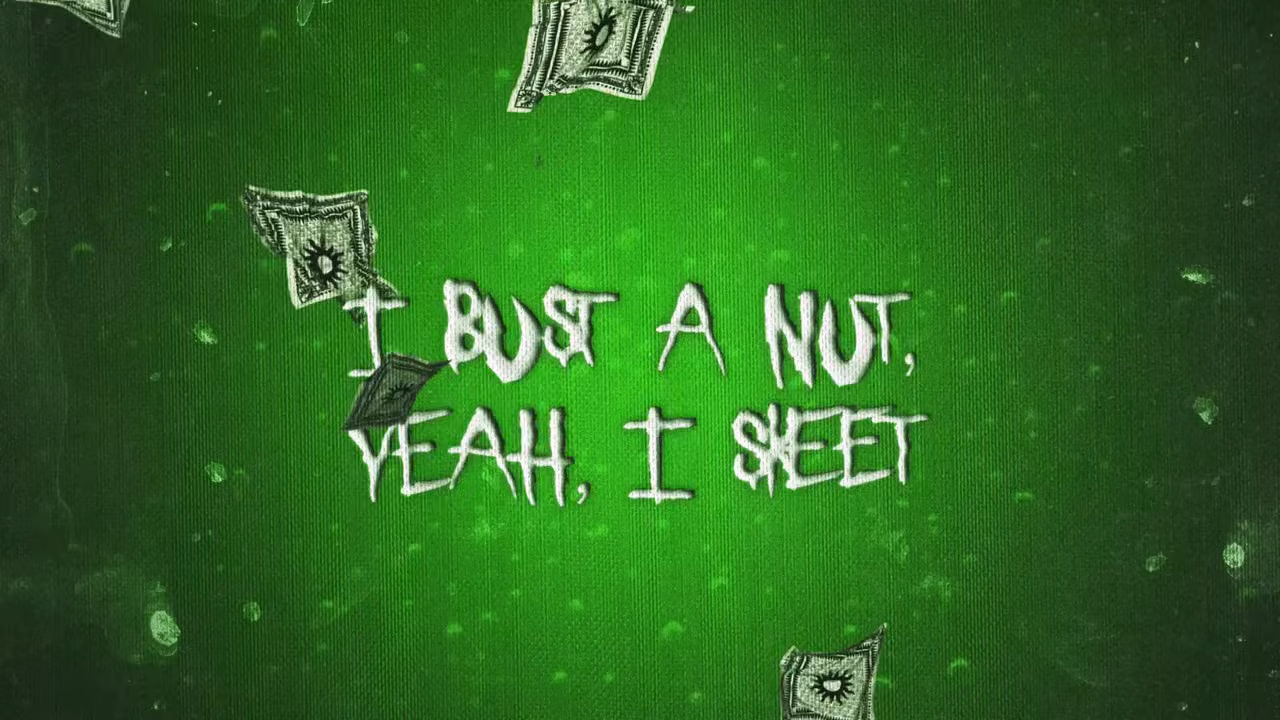 I BUST A NUT,
YEAH, I SKEET